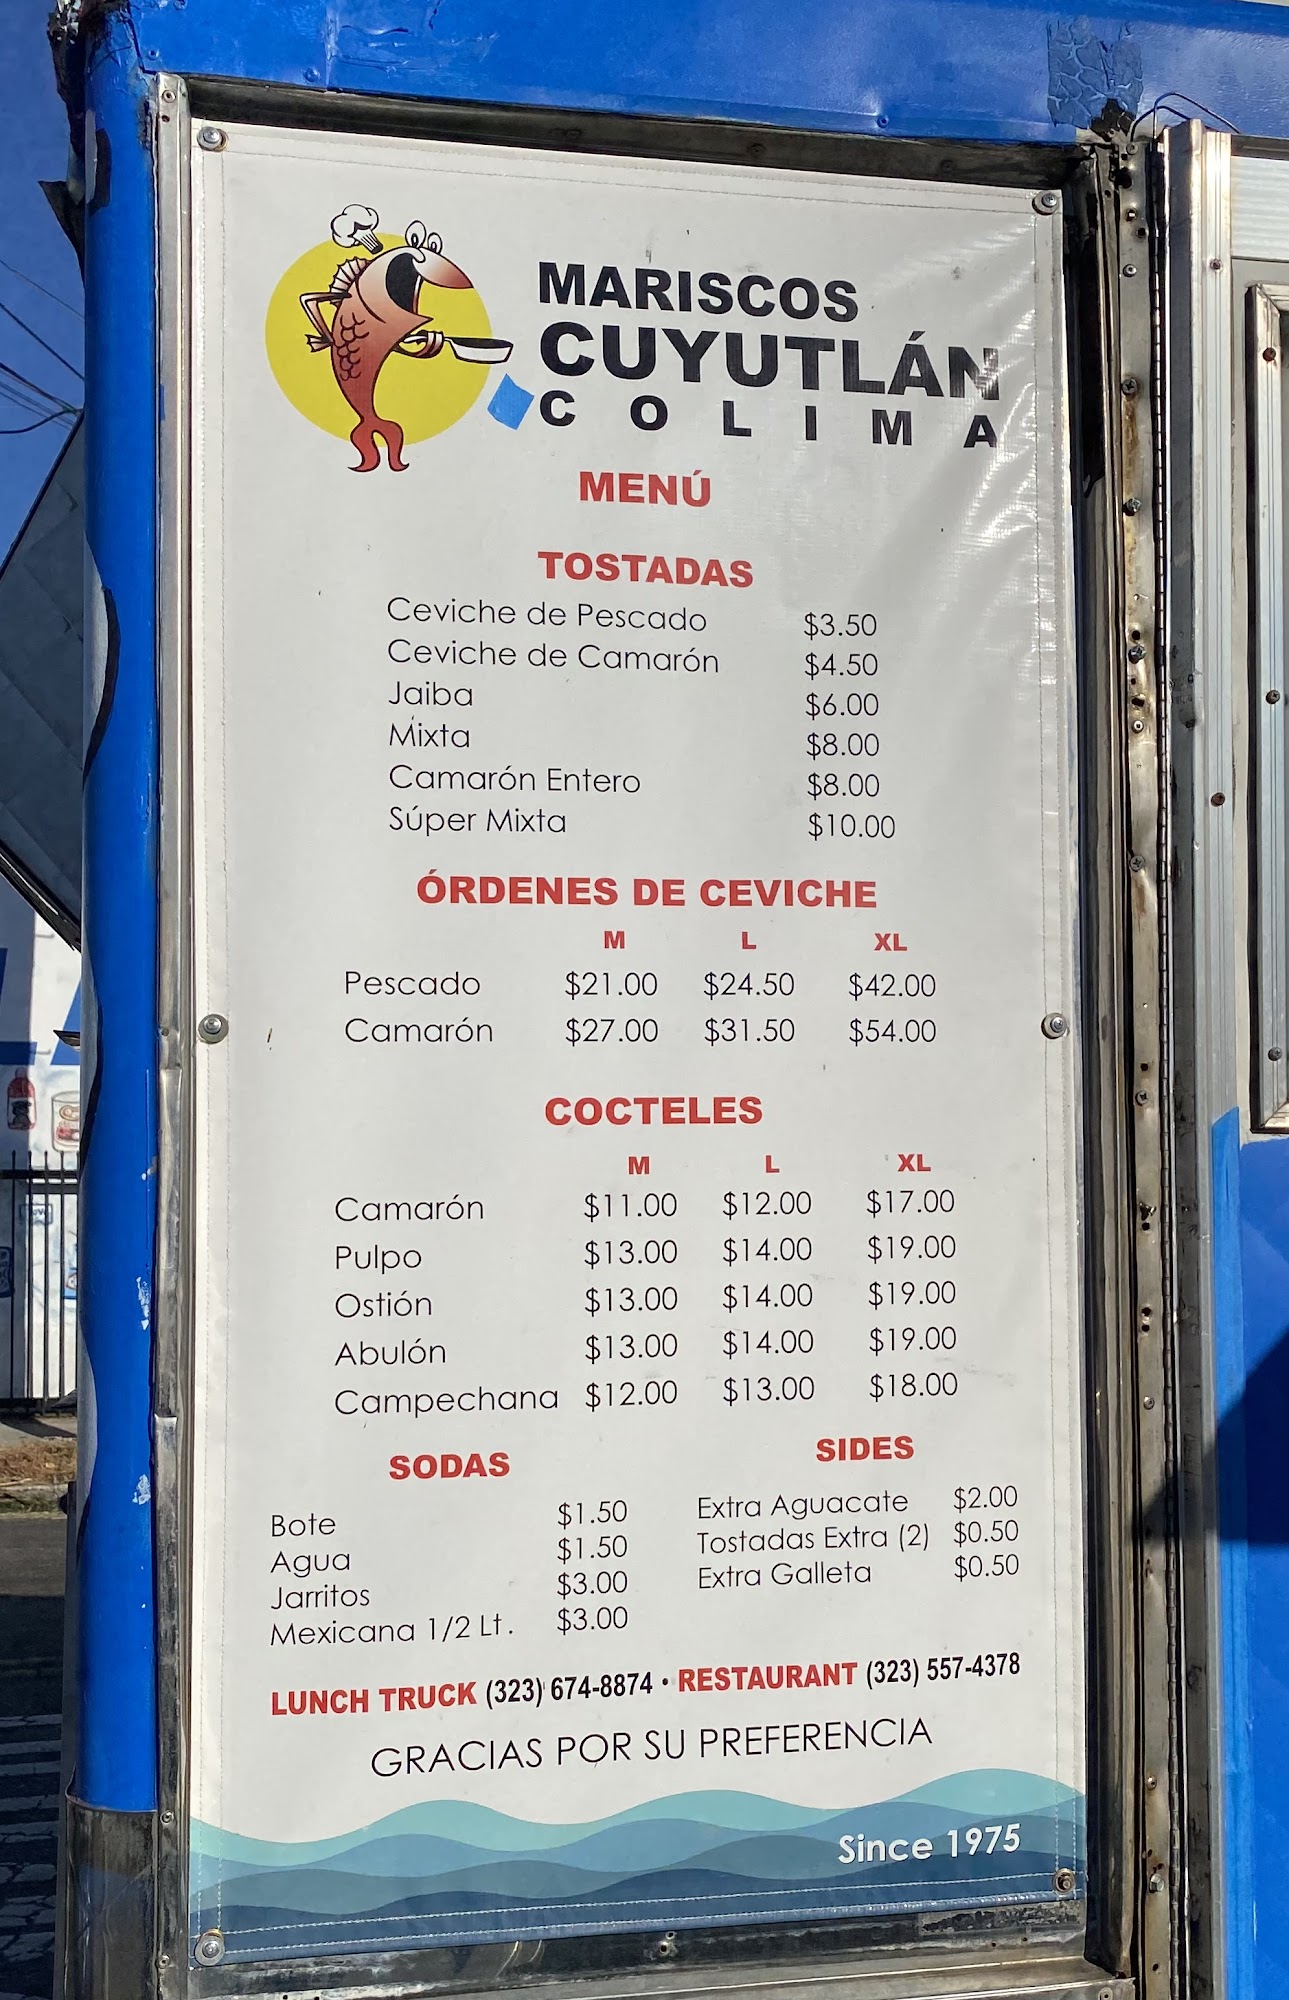 MARISCOS
CUYUTLÁN
COLIMA
MENÚ
TOSTADAS
Ceviche de Pescado $3.50
Ceviche de Camarón $4.50
Jaiba $6.00
Mixta $8.00
Camarón Entero $8.00
Súper Mixta $10.00
ÓRDENES DE CEVICHE
M L XL
Pescado $21.00 $24.50 $42.00
Camarón $27.00 $31.50 $54.00
COCTELES
M L XL
Camarón $11.00 $12.00 $17.00
Pulpo $13.00 $14.00 $19.00
Ostión $13.00 $14.00 $19.00
Abulón $13.00 $14.00 $19.00
Campechana $12.00 $13.00 $18.00
SODAS
Bote $1.50
Agua $1.50
Jarritos $3.00
Mexicana 1/2 Lt. $3.00
SIDES
Extra Aguacate $2.00
Tostadas Extra (2) $0.50
Extra Galleta $0.50
LUNCH TRUCK (323) 674-8874 • RESTAURANT (323) 557-4378
GRACIAS POR SU PREFERENCIA
Since 1975